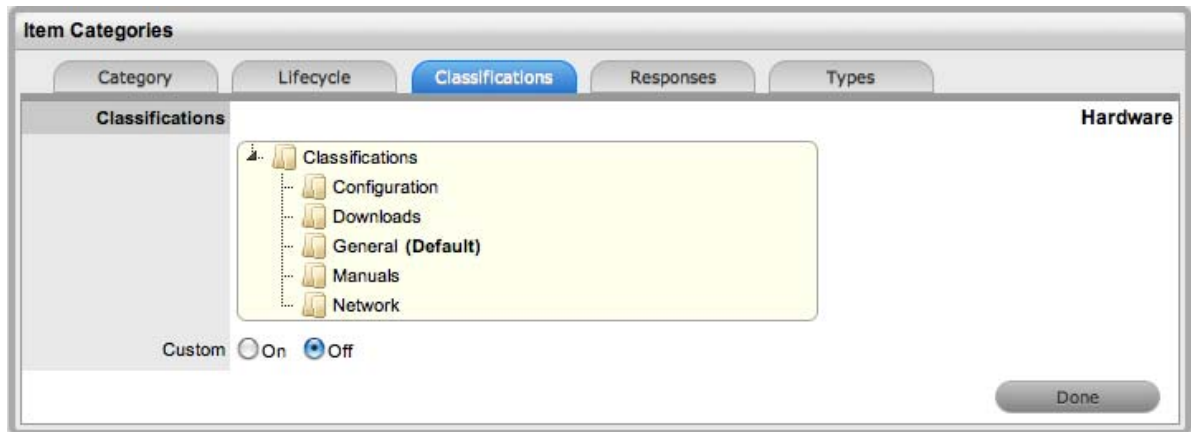 Item Categories
Category Lifecycle Classifications Responses Types
Classifications Hardware
Classifications
Configuration
Downloads
General (Default)
Manuals
Network
Custom On Off
Done